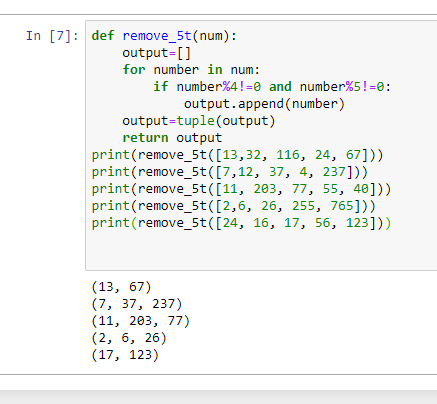 In [7]: def remove_5t(num):
    output=[]
    for number in num:
        if number%4!=0 and number%5!=0:
            output.append(number)
    output=tuple(output)
    return output
print(remove_5t([13,32, 116, 24, 67]))
print(remove_5t([7,12, 37, 4, 237]))
print(remove_5t([11, 203, 77, 55, 40]))
print(remove_5t([2,6, 26, 255, 765]))
print(remove_5t([24, 16, 17, 56, 123]))
(13, 67)
(7, 37, 237)
(11, 203, 77)
(2, 6, 26)
(17, 123)